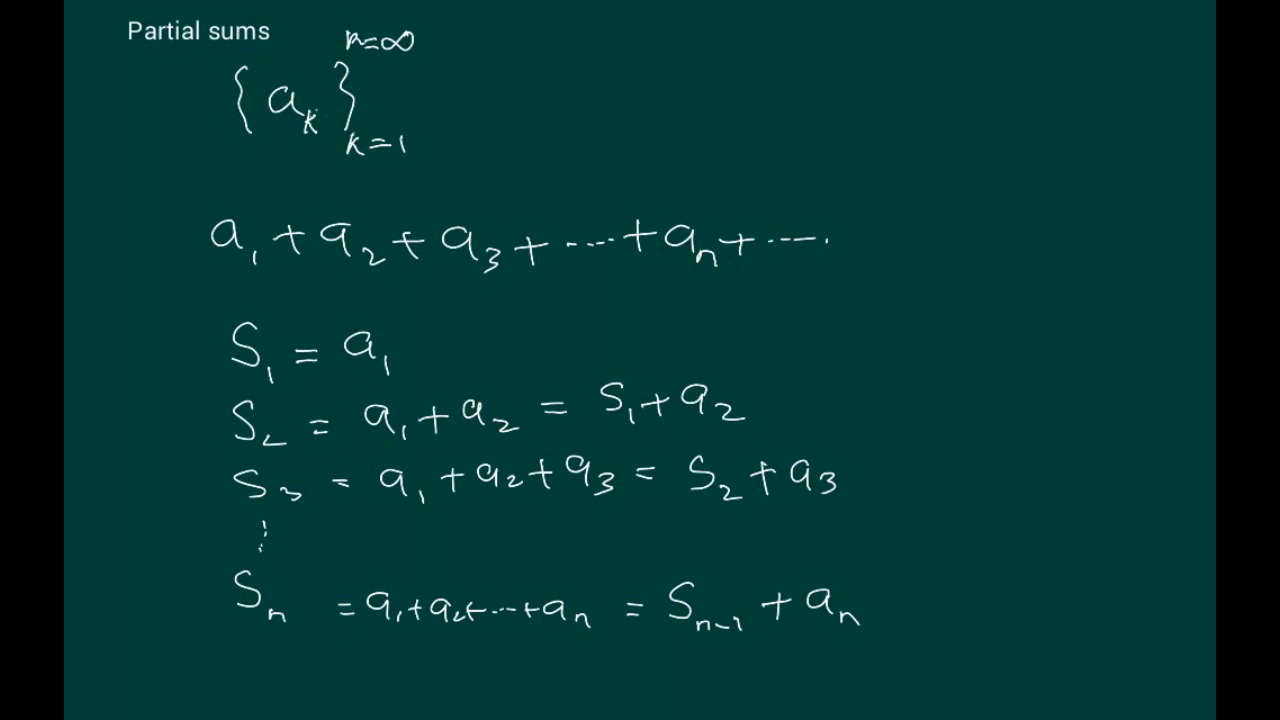 Partial sums
n=∞
{a_k}
k=1
a_1 + a_2 + a_3 + ---- + a_n + ---.
S_1 = a_1
S_2 = a_1 + a_2 = S_1 + a_2
S_3 = a_1 + a_2 + a_3 = S_2 + a_3
⋮
S_n = a_1 + a_2 + ... + a_n = S_{n-1} + a_n